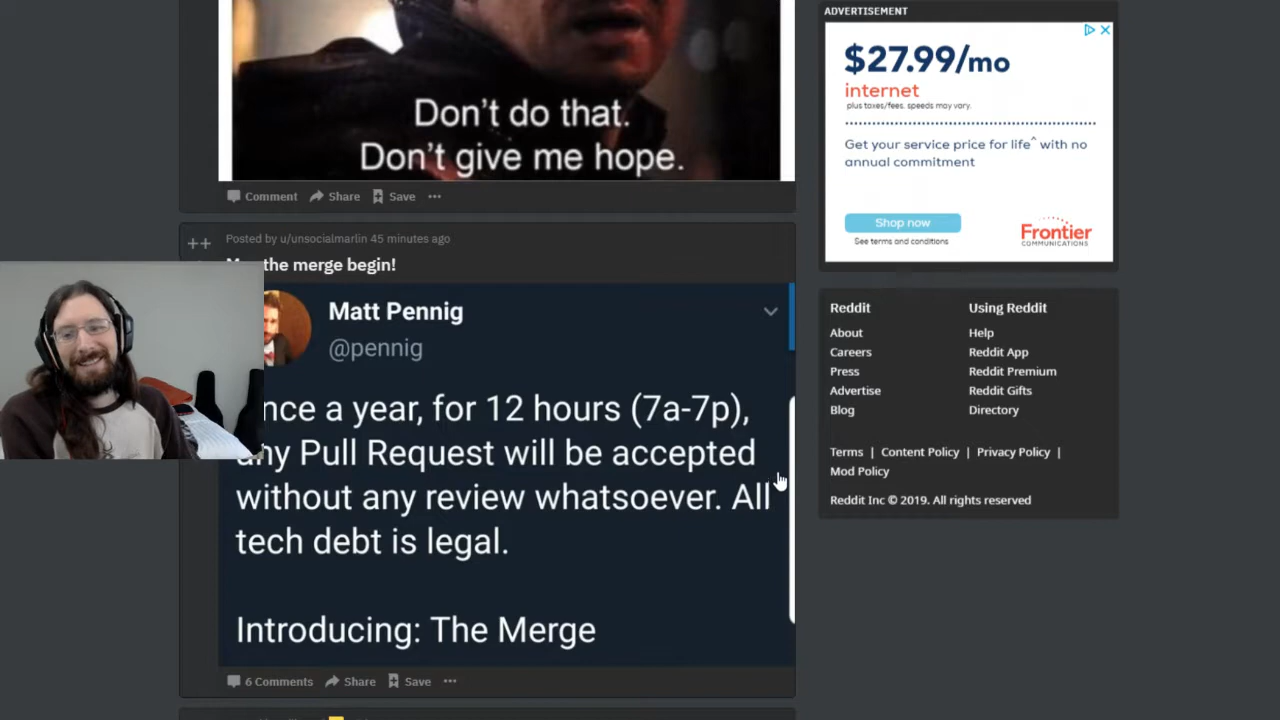 Don't do that.
Don't give me hope.
Comment Share Save
Posted by u/unsocialmarlin 45 minutes ago
the merge begin!
Matt Pennig
@pennig
nce a year, for 12 hours (7a-7p),
any Pull Request will be accepted
without any review whatsoever. All
tech debt is legal.
Introducing: The Merge
6 Comments Share Save
ADVERTISEMENT
$27.99/mo
internet
plus taxes/fees. speeds may vary.
Get your service price for life^ with no
annual commitment
Shop now
See terms and conditions
Frontier
COMMUNICATIONS
Reddit Using Reddit
About Help
Careers Reddit App
Press Reddit Premium
Advertise Reddit Gifts
Blog Directory
Terms | Content Policy | Privacy Policy |
Mod Policy
Reddit Inc © 2019. All rights reserved